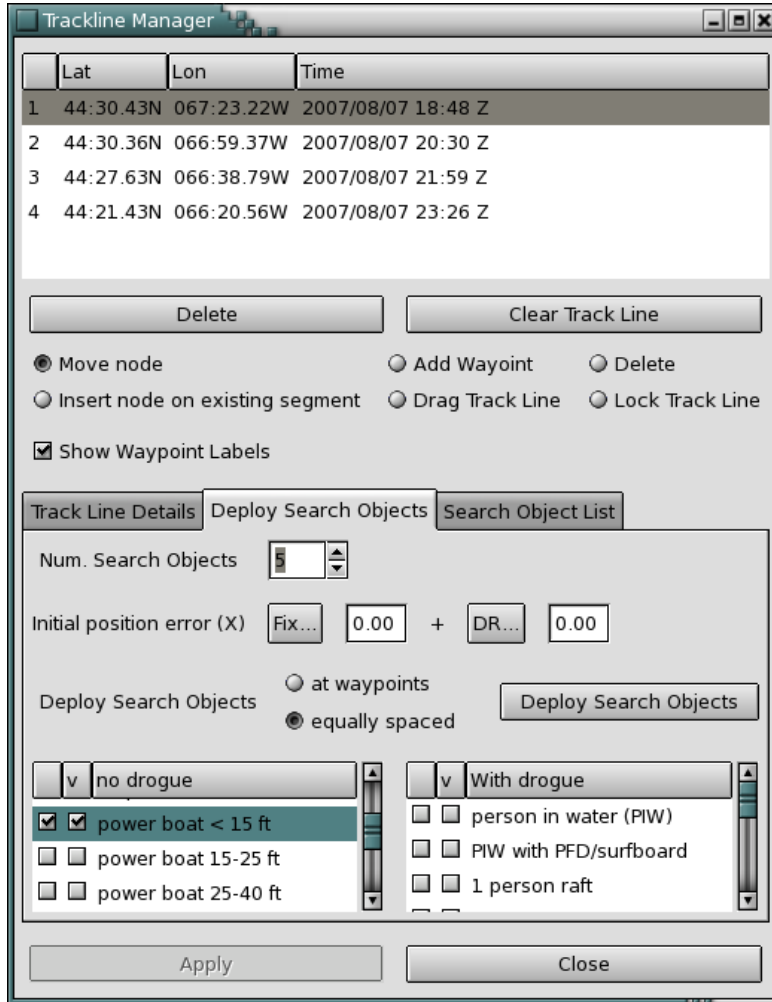 Trackline Manager
Lat Lon Time
1 44:30.43N 067:23.22W 2007/08/07 18:48 Z
2 44:30.36N 066:59.37W 2007/08/07 20:30 Z
3 44:27.63N 066:38.79W 2007/08/07 21:59 Z
4 44:21.43N 066:20.56W 2007/08/07 23:26 Z
Delete Clear Track Line
Move node Add Wayoint Delete
Insert node on existing segment Drag Track Line Lock Track Line
Show Waypoint Labels
Track Line Details Deploy Search Objects Search Object List
Num. Search Objects 5
Initial position error (X) Fix... 0.00 + DR... 0.00
Deploy Search Objects at waypoints
equally spaced Deploy Search Objects
v no drogue v With drogue
power boat < 15 ft person in water (PIW)
power boat 15-25 ft PIW with PFD/surfboard
power boat 25-40 ft 1 person raft
Apply Close